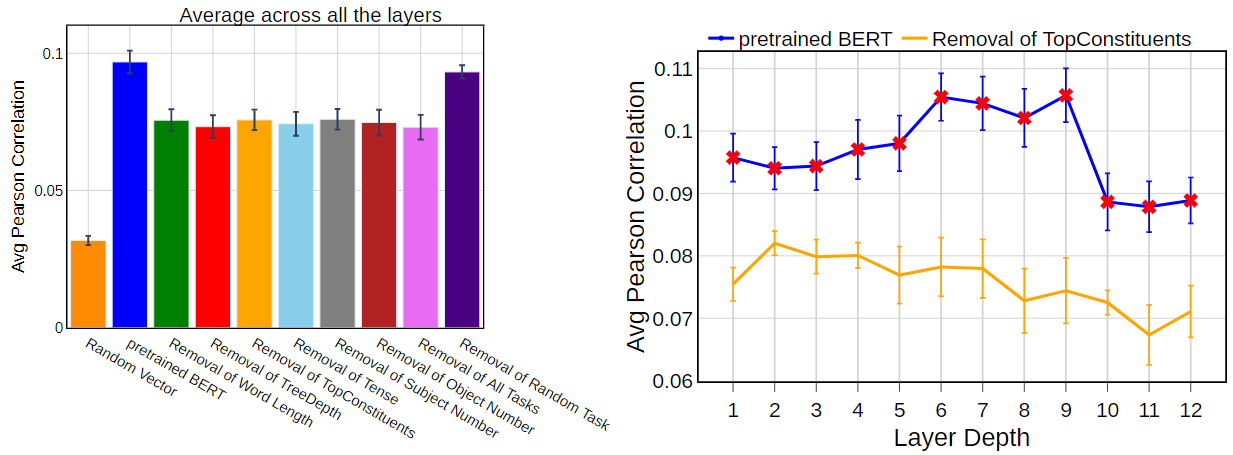 Average across all the layers
Avg Pearson Correlation
0.1
0.05
0
Random Vector
pretrained BERT
Removal of Word Length
Removal of TreeDepth
Removal of TopConstituents
Removal of Tense
Removal of Subject Number
Removal of Object Number
Removal of All Tasks
Removal of Random Task
pretrained BERT Removal of TopConstituents
Avg Pearson Correlation
0.11
0.1
0.09
0.08
0.07
0.06
1 2 3 4 5 6 7 8 9 10 11 12
Layer Depth